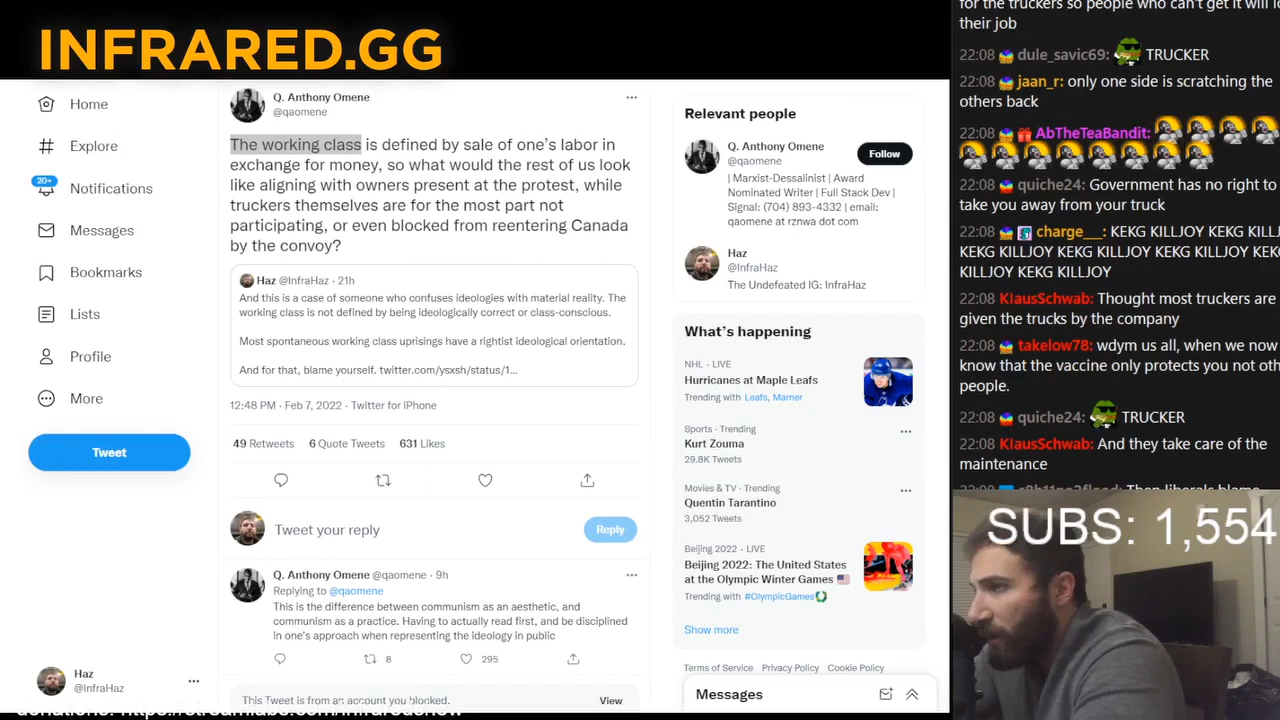 INFRARED.GG
Home
Explore
20+
Notifications
Messages
Bookmarks
Lists
Profile
More
Tweet
Haz
@InfraHaz
Q. Anthony Omene
@qaomene
The working class is defined by sale of one's labor in
exchange for money, so what would the rest of us look
like aligning with owners present at the protest, while
truckers themselves are for the most part not
participating, or even blocked from reentering Canada
by the convoy?
Haz @InfraHaz · 21h
And this is a case of someone who confuses ideologies with material reality. The
working class is not defined by being ideologically correct or class-conscious.
Most spontaneous working class uprisings have a rightist ideological orientation.
And for that, blame yourself. twitter.com/ysxsh/status/1...
12:48 PM · Feb 7, 2022 · Twitter for iPhone
49 Retweets 6 Quote Tweets 631 Likes
Tweet your reply
Reply
Q. Anthony Omene @qaomene · 9h
Replying to @qaomene
This is the difference between communism as an aesthetic, and
communism as a practice. Having to actually read first, and be disciplined
in one's approach when representing the ideology in public
8 295
This Tweet is from an account you blocked. View
Relevant people
Q. Anthony Omene
@qaomene
Follow
| Marxist-Dessalinist | Award
Nominated Writer | Full Stack Dev |
Signal: (704) 893-4332 | email:
qaomene at rznwa dot com
Haz
@InfraHaz
The Undefeated IG: InfraHaz
What's happening
NHL · LIVE
Hurricanes at Maple Leafs
Trending with Leafs, Marner
Sports · Trending
Kurt Zouma
29.8K Tweets
Movies & TV · Trending
Quentin Tarantino
3,052 Tweets
Beijing 2022 · LIVE
Beijing 2022: The United States
at the Olympic Winter Games
Trending with #OlympicGames
Show more
Terms of Service Privacy Policy Cookie Policy
Messages
for the truckers so people who can't get it will
their job
22:08 dule_savic69: TRUCKER
22:08 jaan_r: only one side is scratching the
others back
22:08 AbTheTeaBandit:
22:08 quiche24: Government has no right to
take you away from your truck
22:08 charge___: KEKG KILLJOY KEKG
KEKG KILLJOY KEKG KILLJOY
KILLJOY KEKG KILLJOY
22:08 KlausSchwab: Thought most truckers are
given the trucks by the company
22:08 takelow78: wdym us all, when we now
know that the vaccine only protects you not
people.
22:08 quiche24: TRUCKER
22:08 KlausSchwab: And they take care of the
maintenance
SUBS: 1,554